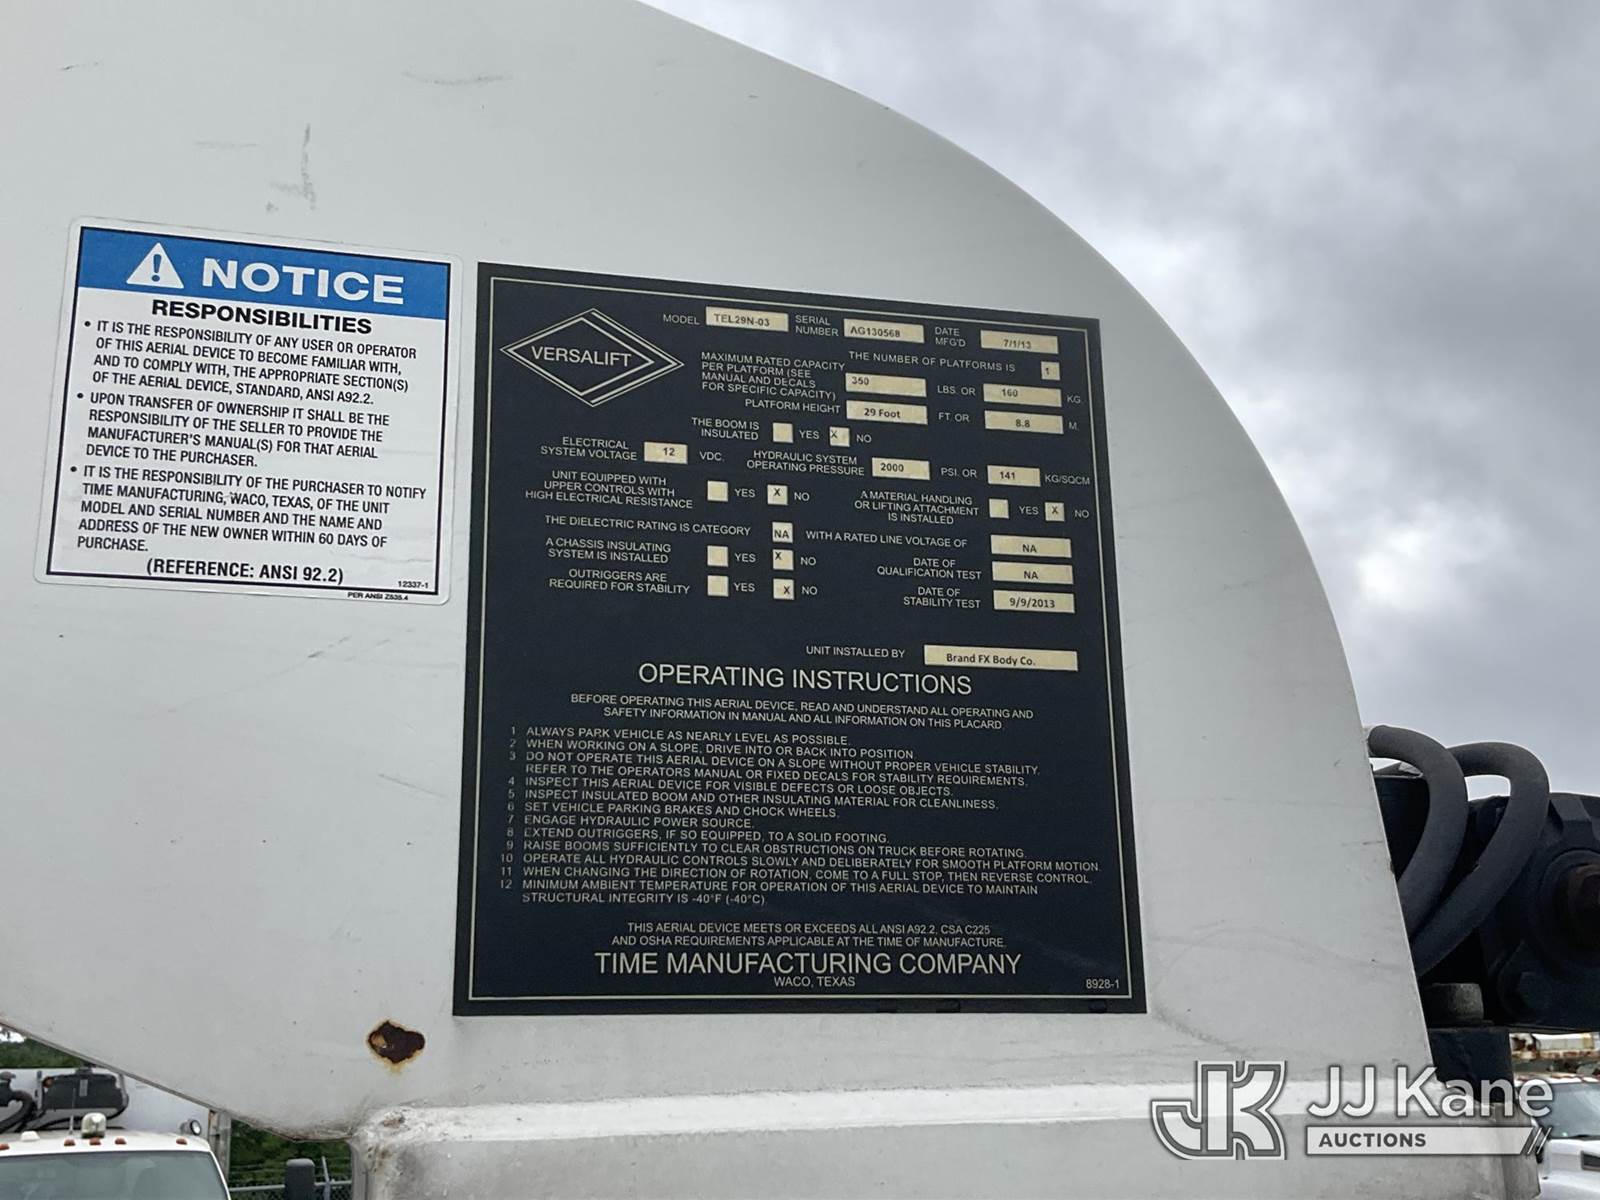 NOTICE
RESPONSIBILITIES
• IT IS THE RESPONSIBILITY OF ANY USER OR OPERATOR
OF THIS AERIAL DEVICE TO BECOME FAMILIAR WITH,
AND TO COMPLY WITH, THE APPROPRIATE SECTION(S)
OF THE AERIAL DEVICE, STANDARD, ANSI A92.2.
• UPON TRANSFER OF OWNERSHIP IT SHALL BE THE
RESPONSIBILITY OF THE SELLER TO PROVIDE THE
MANUFACTURER'S MANUAL(S) FOR THAT AERIAL
DEVICE TO THE PURCHASER.
• IT IS THE RESPONSIBILITY OF THE PURCHASER TO NOTIFY
TIME MANUFACTURING, WACO, TEXAS, OF THE UNIT
MODEL AND SERIAL NUMBER AND THE NAME AND
ADDRESS OF THE NEW OWNER WITHIN 60 DAYS OF
PURCHASE.
(REFERENCE: ANSI 92.2)
12337-1
PER ANSI Z535.4
VERSALIFT
MODEL TEL29N-03 SERIAL NUMBER AG130568 DATE MFG'D 7/1/13
THE NUMBER OF PLATFORMS IS 1
MAXIMUM RATED CAPACITY
PER PLATFORM (SEE
MANUAL AND DECALS
FOR SPECIFIC CAPACITY) 350 LBS. OR 160 KG.
PLATFORM HEIGHT 29 Foot FT. OR 8.8 M.
THE BOOM IS
INSULATED YES X NO
ELECTRICAL
SYSTEM VOLTAGE 12 VDC.
HYDRAULIC SYSTEM
OPERATING PRESSURE 2000 PSI. OR 141 KG/SQCM
UNIT EQUIPPED WITH
UPPER CONTROLS WITH
HIGH ELECTRICAL RESISTANCE YES X NO
A MATERIAL HANDLING
OR LIFTING ATTACHMENT
IS INSTALLED YES X NO
THE DIELECTRIC RATING IS CATEGORY NA WITH A RATED LINE VOLTAGE OF NA
A CHASSIS INSULATING
SYSTEM IS INSTALLED YES X NO
DATE OF
QUALIFICATION TEST NA
OUTRIGGERS ARE
REQUIRED FOR STABILITY YES X NO
DATE OF
STABILITY TEST 9/9/2013
UNIT INSTALLED BY Brand FX Body Co.
OPERATING INSTRUCTIONS
BEFORE OPERATING THIS AERIAL DEVICE, READ AND UNDERSTAND ALL OPERATING AND
SAFETY INFORMATION IN MANUAL AND ALL INFORMATION ON THIS PLACARD
1 ALWAYS PARK VEHICLE AS NEARLY LEVEL AS POSSIBLE.
2 WHEN WORKING ON A SLOPE, DRIVE INTO OR BACK INTO POSITION.
3 DO NOT OPERATE THIS AERIAL DEVICE ON A SLOPE WITHOUT PROPER VEHICLE STABILITY.
REFER TO THE OPERATORS MANUAL OR FIXED DECALS FOR STABILITY REQUIREMENTS.
4 INSPECT THIS AERIAL DEVICE FOR VISIBLE DEFECTS OR LOOSE OBJECTS.
5 INSPECT INSULATED BOOM AND OTHER INSULATING MATERIAL FOR CLEANLINESS.
6 SET VEHICLE PARKING BRAKES AND CHOCK WHEELS.
7 ENGAGE HYDRAULIC POWER SOURCE.
8 EXTEND OUTRIGGERS, IF SO EQUIPPED, TO A SOLID FOOTING.
9 RAISE BOOMS SUFFICIENTLY TO CLEAR OBSTRUCTIONS ON TRUCK BEFORE ROTATING.
10 OPERATE ALL HYDRAULIC CONTROLS SLOWLY AND DELIBERATELY FOR SMOOTH PLATFORM MOTION.
11 WHEN CHANGING THE DIRECTION OF ROTATION, COME TO A FULL STOP, THEN REVERSE CONTROL.
12 MINIMUM AMBIENT TEMPERATURE FOR OPERATION OF THIS AERIAL DEVICE TO MAINTAIN
STRUCTURAL INTEGRITY IS -40°F (-40°C)
THIS AERIAL DEVICE MEETS OR EXCEEDS ALL ANSI A92.2, CSA C225
AND OSHA REQUIREMENTS APPLICABLE AT THE TIME OF MANUFACTURE.
TIME MANUFACTURING COMPANY
WACO, TEXAS
8928-1
JK JJ Kane
AUCTIONS